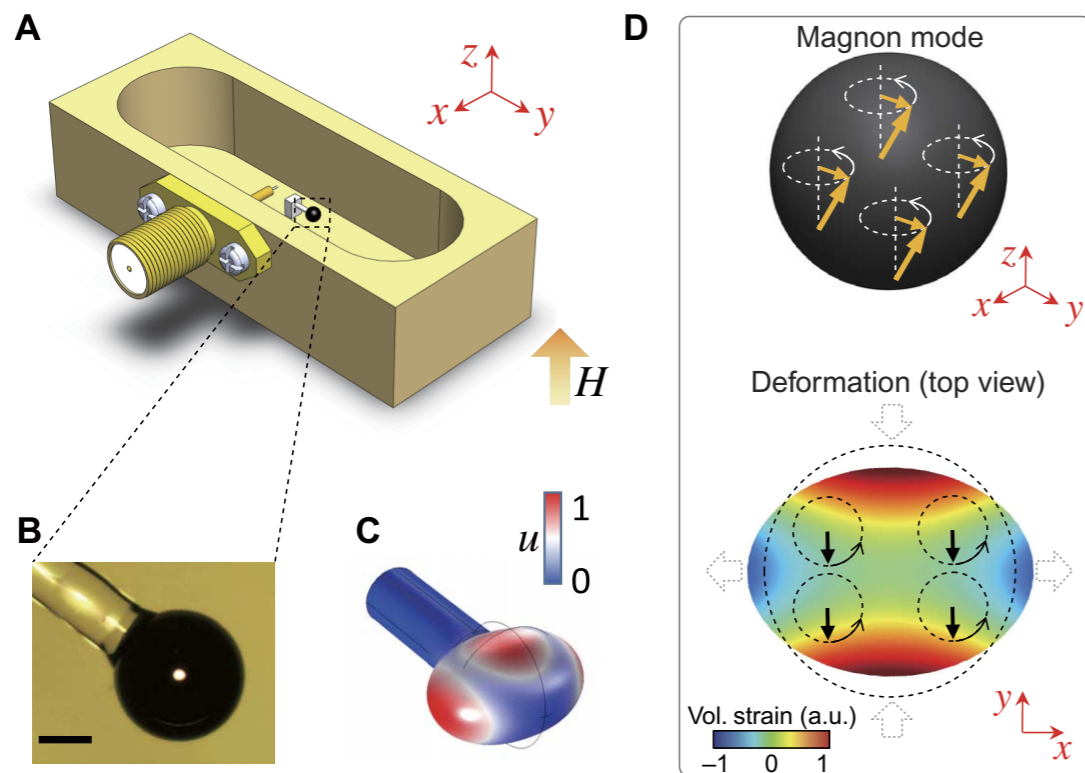 A
z
x
y
H
B
C
u
1
0
D
Magnon mode
z
x
y
Deformation (top view)
Vol. strain (a.u.)
–1 0 1
y
x